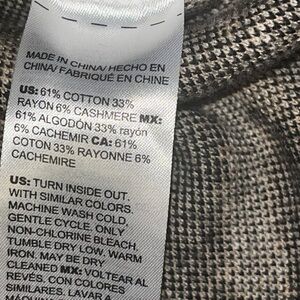 MADE IN CHINA/ HECHO EN
CHINA/ FABRIQUÉ EN CHINE
US: 61% COTTON 33%
RAYON 6% CASHMERE MX:
61% ALGODÓN 33% rayón
6% CACHEMIR CA: 61%
COTON 33% RAYONNE 6%
CACHEMIRE
US: TURN INSIDE OUT.
WITH SIMILAR COLORS.
MACHINE WASH COLD
GENTLE CYCLE. ONLY
NON-CHLORINE BLEACH.
TUMBLE DRY LOW. WARM
IRON. MAY BE DRY
CLEANED MX: VOLTEAR AL
REVÉS. CON COLORES
SIMILARES. LAVAR A